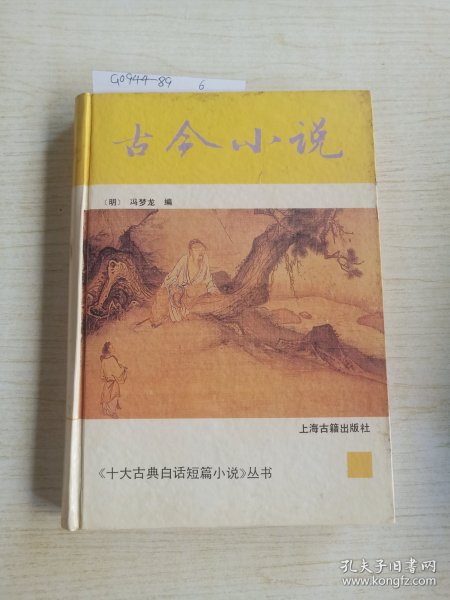 G0944-89 6
古今小说
（明） 冯梦龙 编
上海古籍出版社
《十大古典白话短篇小说》丛书
孔夫子旧书网
www.kongfz.com